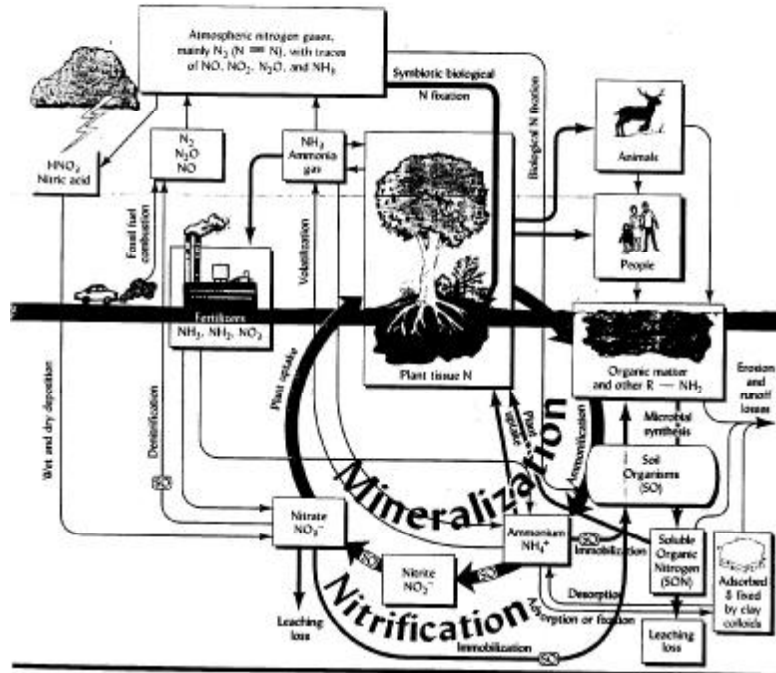 Atmospheric nitrogen gases,
mainly N₂ (N ≡ N), with traces
of NO, NO₂, N₂O, and NH₃
Symbiotic biological
N fixation
Biological N fixation
HNO₃
Nitric acid
N₂
N₂O
NO
NH₃
Ammonia
gas
Animals
People
Fossil fuel
combustion
Volatilization
Fertilizers
NH₃, NH₂, NO₃
Plant tissue N
Organic matter
and other R — NH₂
Erosion and
runoff
losses
Wet and dry deposition
Denitrification
SO
Plant uptake
Plant
uptake
Ammonification
Microbial
synthesis
Soil
Organisms
(SO)
Mineralization
Nitrate
NO₃⁻
SO
Nitrite
NO₂⁻
SO
Ammonium
NH₄⁺
SO
Immobilization
Soluble
Organic
Nitrogen
(SON)
Adsorbed
& fixed
by clay
colloids
Desorption
Adsorption or fixation
Nitrification
Leaching
loss
Immobilization
SO
Leaching
loss